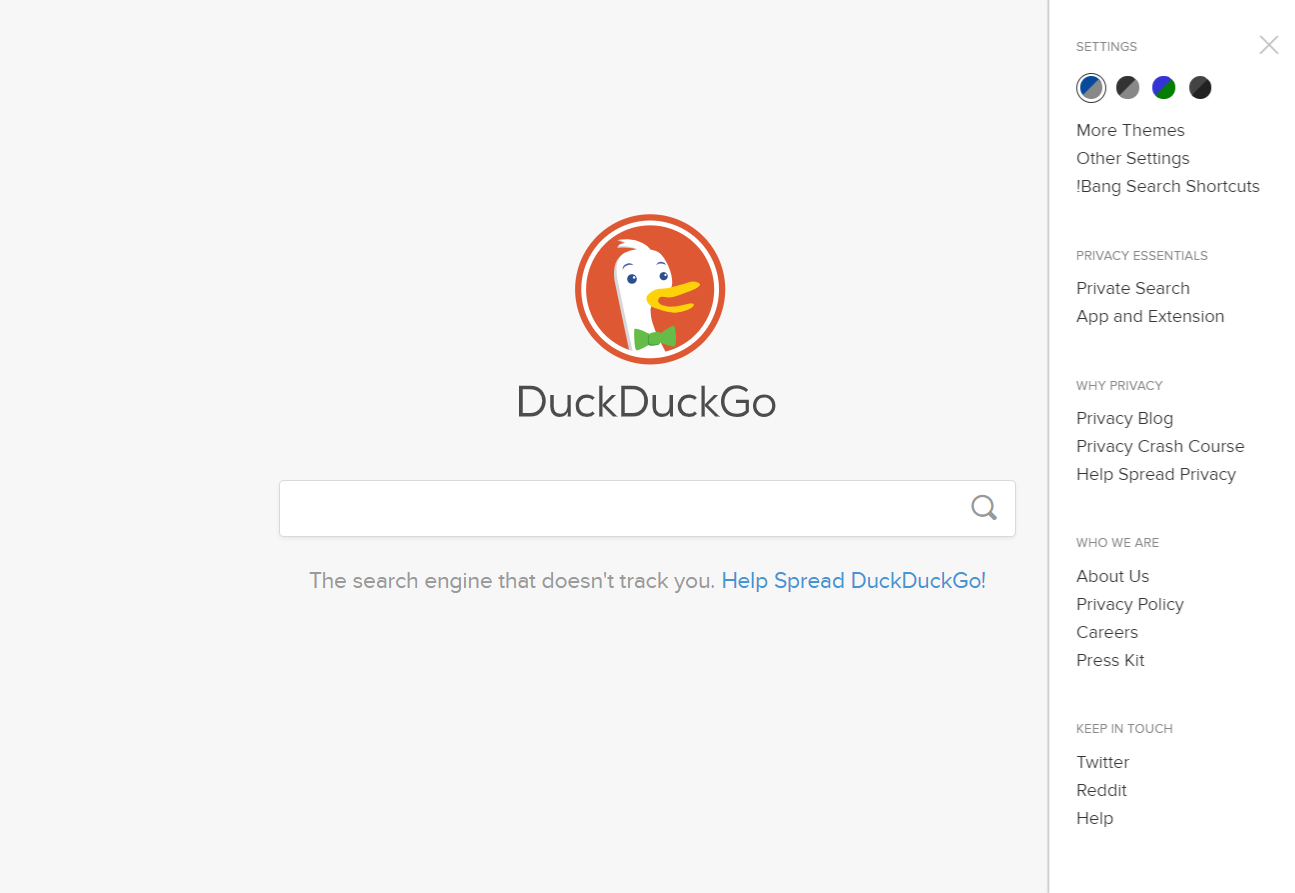 DuckDuckGo
The search engine that doesn't track you. Help Spread DuckDuckGo!
SETTINGS
More Themes
Other Settings
!Bang Search Shortcuts
PRIVACY ESSENTIALS
Private Search
App and Extension
WHY PRIVACY
Privacy Blog
Privacy Crash Course
Help Spread Privacy
WHO WE ARE
About Us
Privacy Policy
Careers
Press Kit
KEEP IN TOUCH
Twitter
Reddit
Help